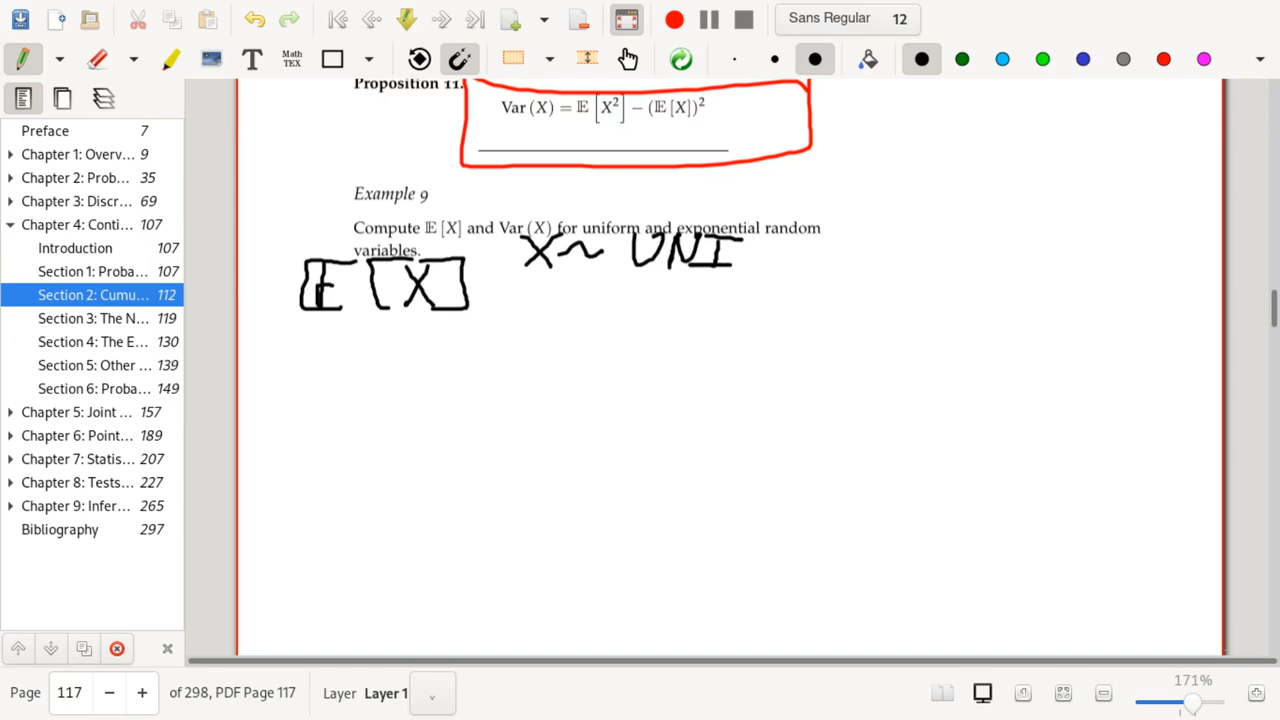 Sans Regular 12
T Math TEX
Preface 7
Chapter 1: Overv... 9
Chapter 2: Prob... 35
Chapter 3: Discr... 69
Chapter 4: Conti... 107
Introduction 107
Section 1: Proba... 107
Section 2: Cumu... 112
Section 3: The N... 119
Section 4: The E... 130
Section 5: Other ... 139
Section 6: Proba... 149
Chapter 5: Joint ... 157
Chapter 6: Point... 189
Chapter 7: Statis... 207
Chapter 8: Tests... 227
Chapter 9: Infer... 265
Bibliography 297
Proposition 11.
Var (X) = 𝔼 [X²] − (𝔼 [X])²
Example 9
Compute 𝔼 [X] and Var (X) for uniform and exponential random
variables.
X ~ UNI
E [X]
Page 117 of 298, PDF Page 117 Layer Layer 1 171%